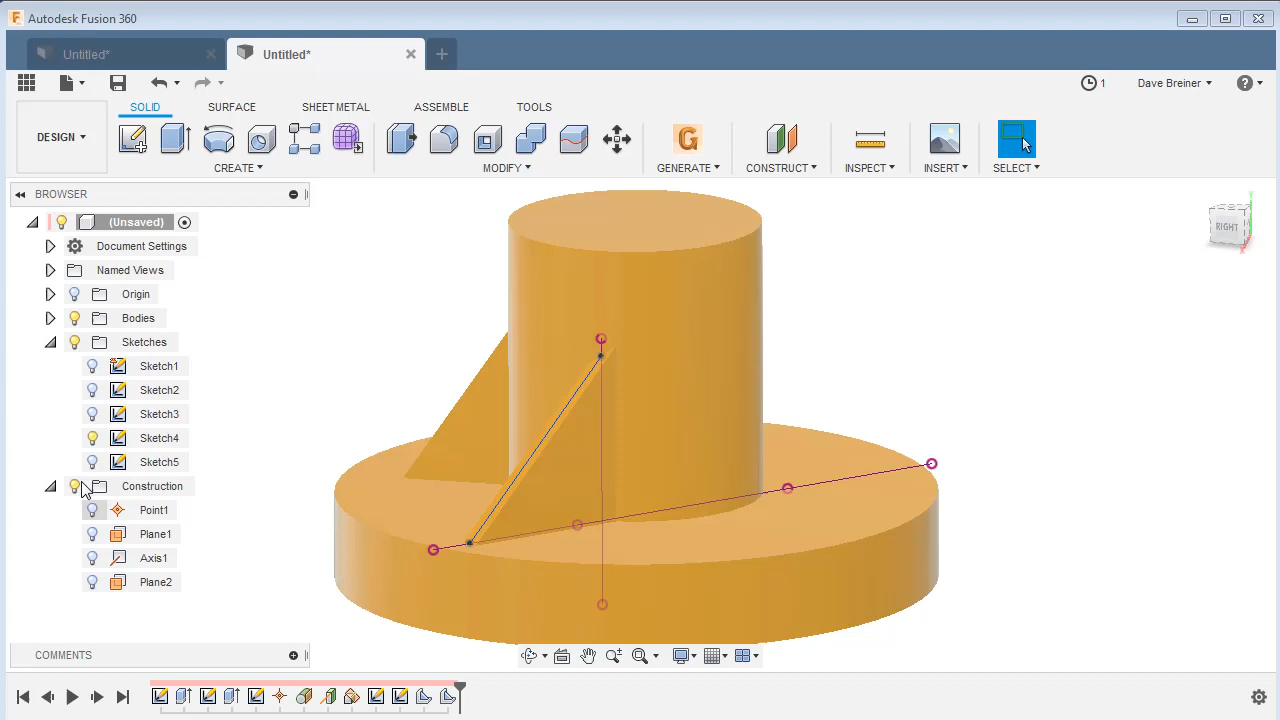 Autodesk Fusion 360
Untitled*
Untitled*
1
Dave Breiner
SOLID
SURFACE
SHEET METAL
ASSEMBLE
TOOLS
DESIGN
CREATE
MODIFY
GENERATE
CONSTRUCT
INSPECT
INSERT
SELECT
BROWSER
(Unsaved)
Document Settings
Named Views
Origin
Bodies
Sketches
Sketch1
Sketch2
Sketch3
Sketch4
Sketch5
Construction
Point1
Plane1
Axis1
Plane2
RIGHT
COMMENTS